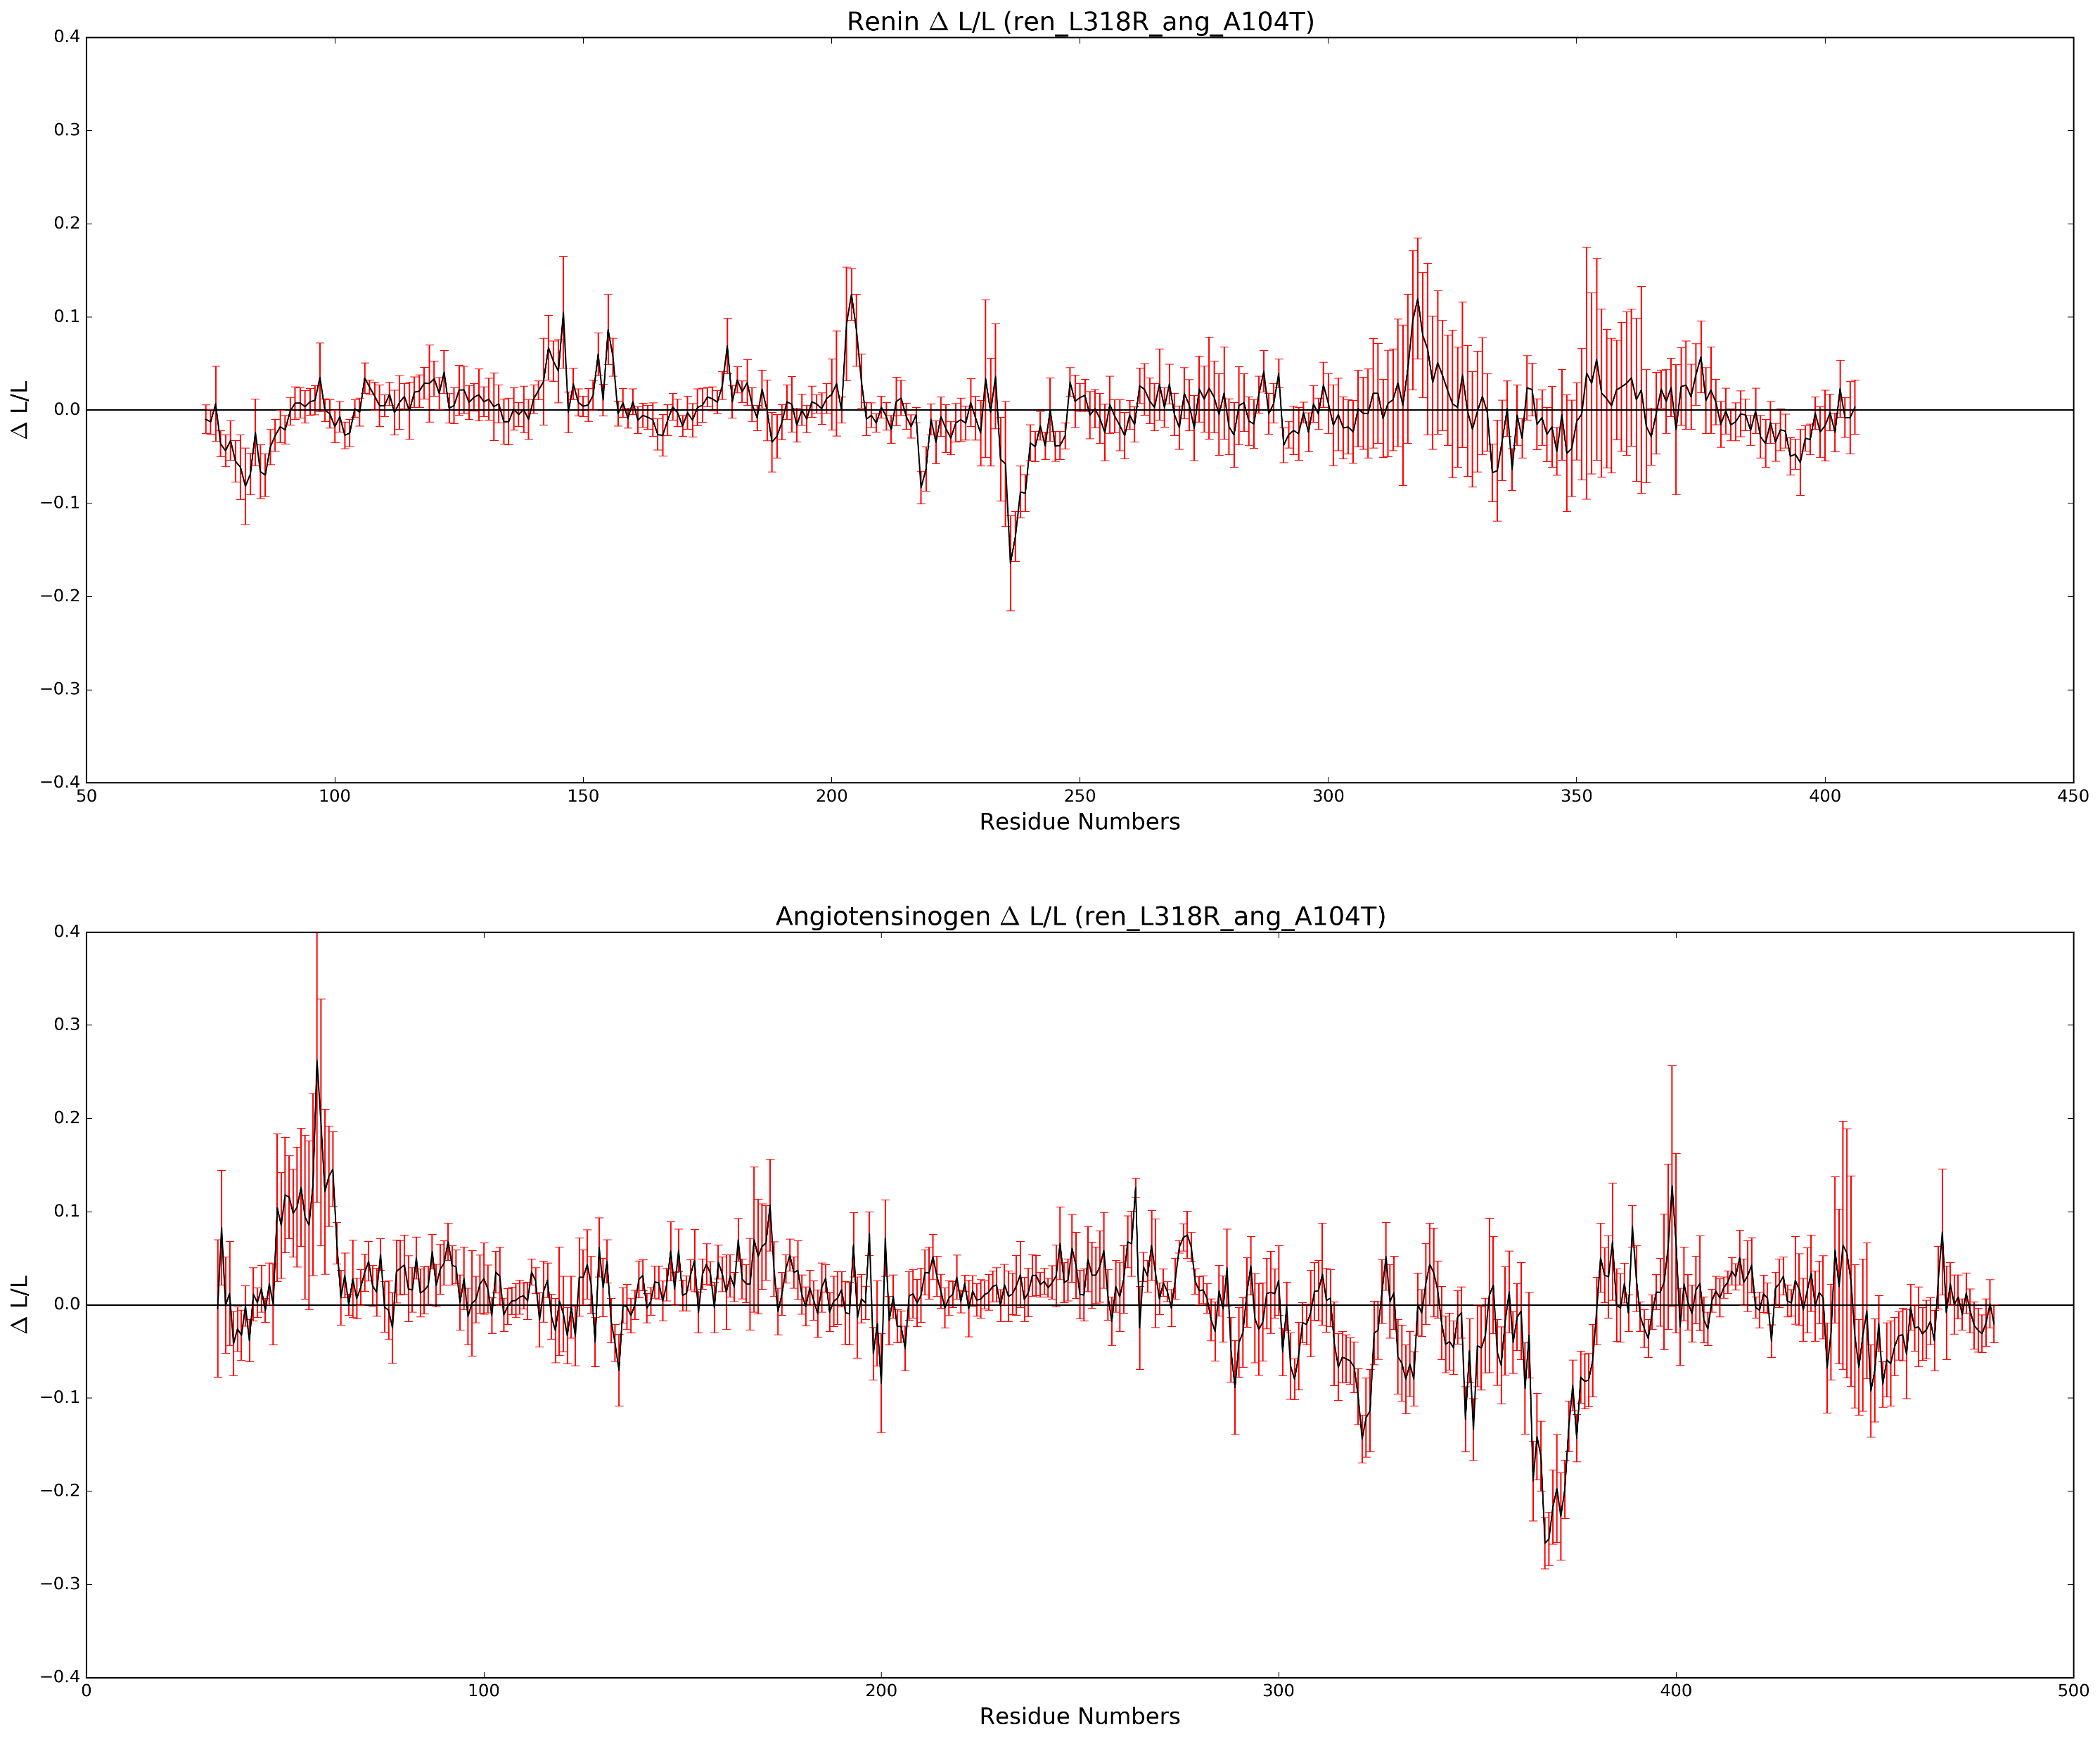 Renin Δ L/L (ren_L318R_ang_A104T)
0.4
0.3
0.2
0.1
0.0
−0.1
−0.2
−0.3
−0.4
Δ L/L
50 100 150 200 250 300 350 400 450
Residue Numbers
Angiotensinogen Δ L/L (ren_L318R_ang_A104T)
0.4
0.3
0.2
0.1
0.0
−0.1
−0.2
−0.3
−0.4
Δ L/L
0 100 200 300 400 500
Residue Numbers